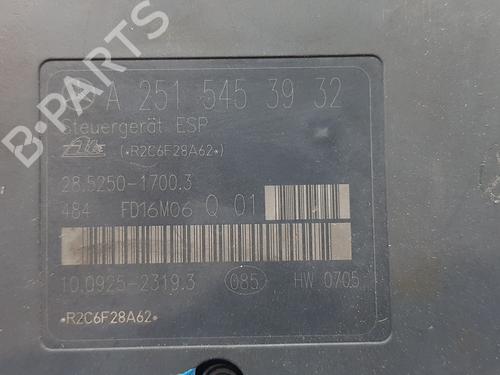 A 251 545 39 32
Steuergerät ESP
Ate (*R2C6F28A62*)
28.5250-1700.3
484 FD16M06 Q 01
10.0925-2319.3 085 HW 0705
*R2C6F28A62*
B-PARTS